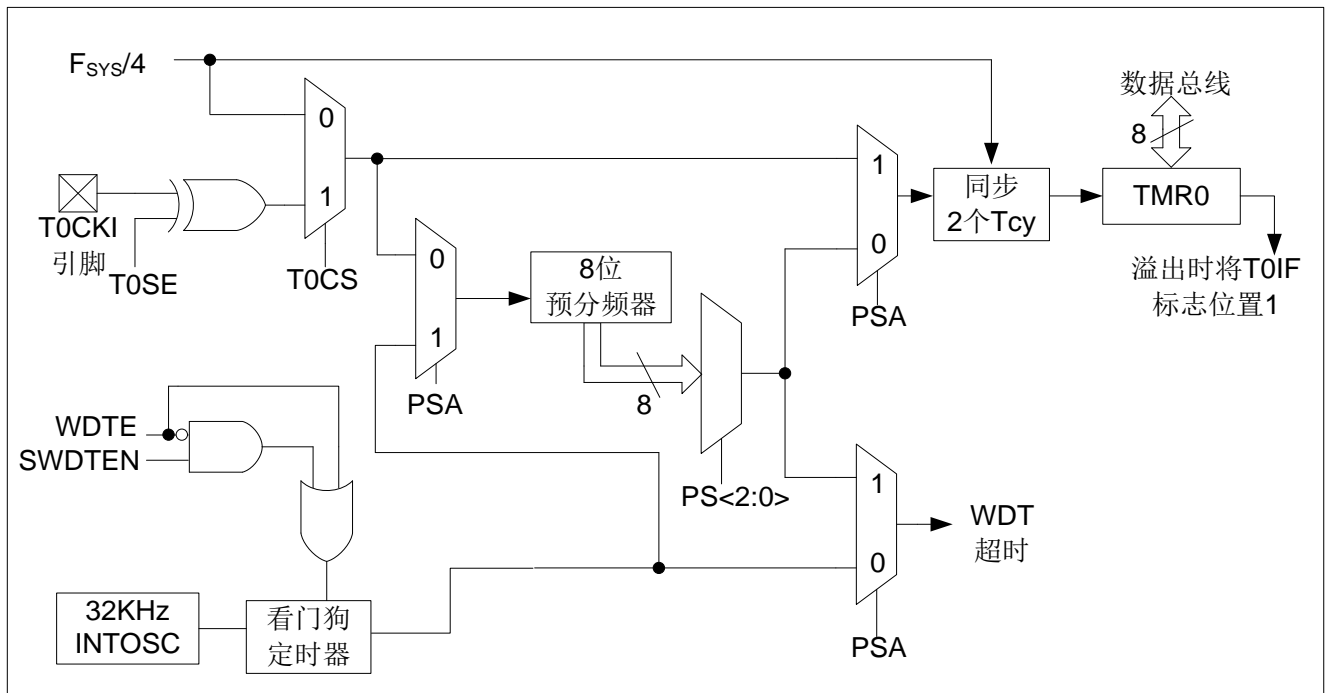 FSYS/4
数据总线
8
0
1
1
0
T0CKI
引脚
T0SE
T0CS
同步
2个Tcy
TMR0
溢出时将T0IF
标志位置1
PSA
0
1
PSA
8位
预分频器
8
PS<2:0>
WDTE
SWDTEN
1
0
PSA
WDT
超时
32KHz
INTOSC
看门狗
定时器